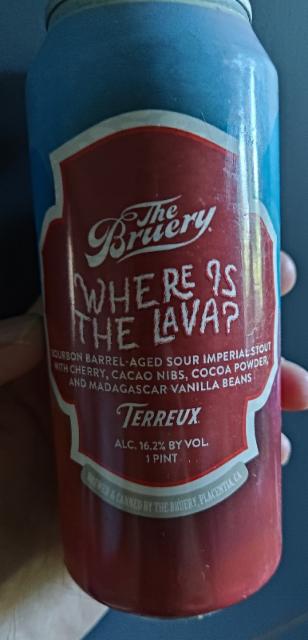 The
Bruery
WHERE IS
THE LAVA?
BOURBON BARREL-AGED SOUR IMPERIAL STOUT
WITH CHERRY, CACAO NIBS, COCOA POWDER,
AND MADAGASCAR VANILLA BEANS
TERREUX
ALC. 16.2% BY VOL.
1 PINT
BREWED & CANNED BY THE BRUERY, PLACENTIA, CA